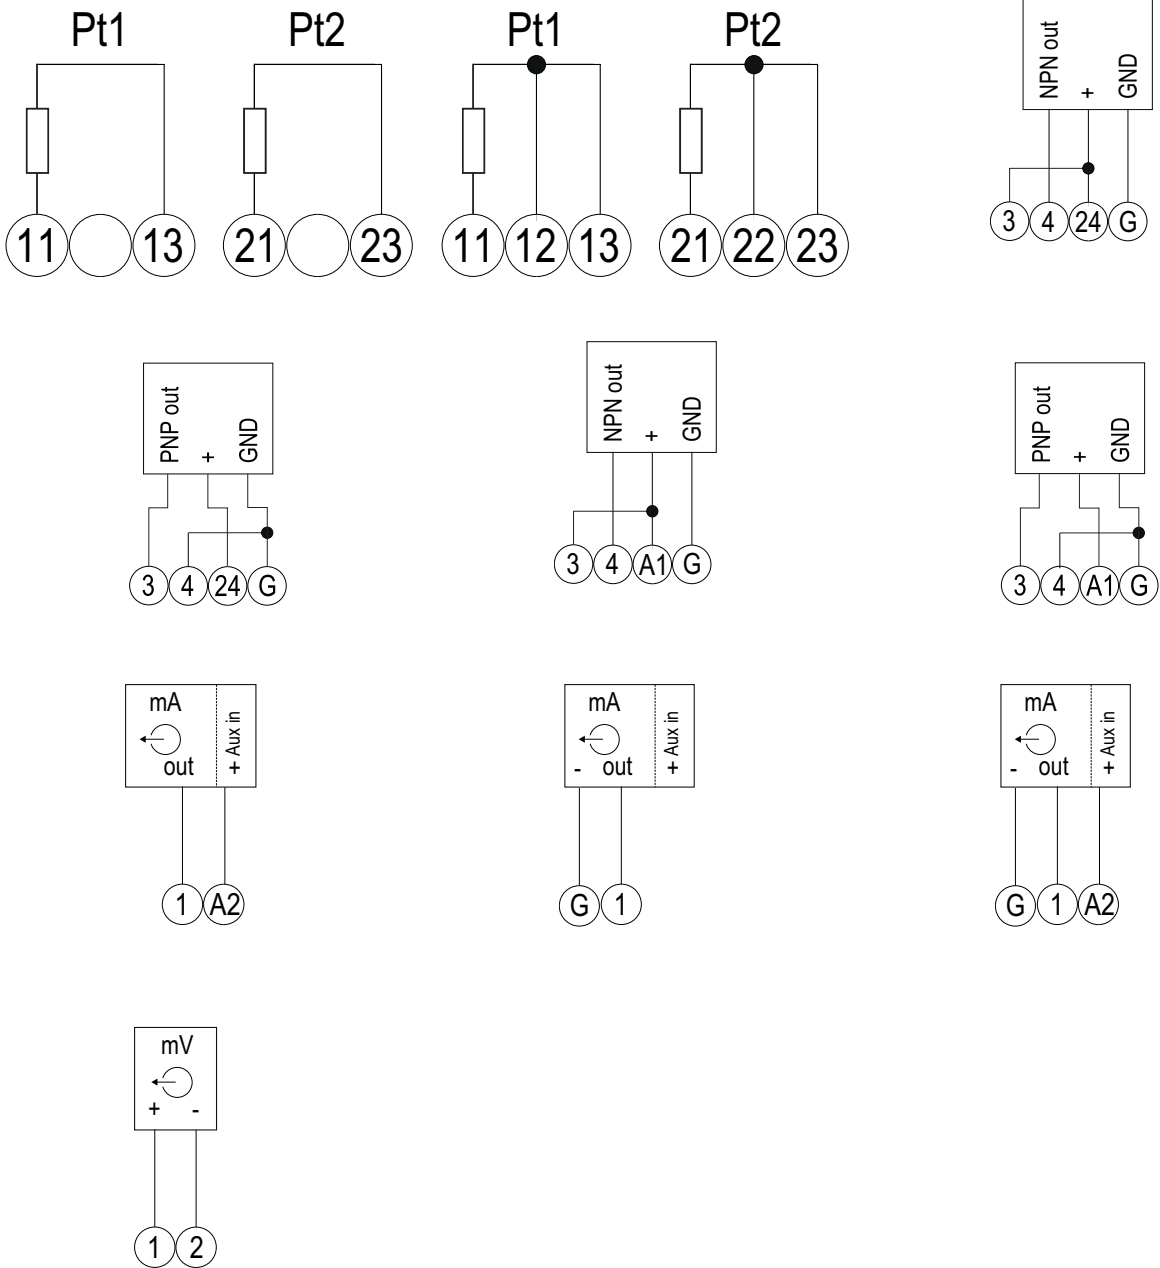 Pt1 Pt2 Pt1 Pt2
NPN out + GND
11 13 21 23 11 12 13 21 22 23
3 4 24 G
PNP out + GND
3 4 24 G
NPN out + GND
3 4 A1 G
PNP out + GND
3 4 A1 G
mA
+ Aux in
out
1 A2
mA
+ Aux in
- out
G 1
mA
+ Aux in
- out
G 1 A2
mV
+ -
1 2